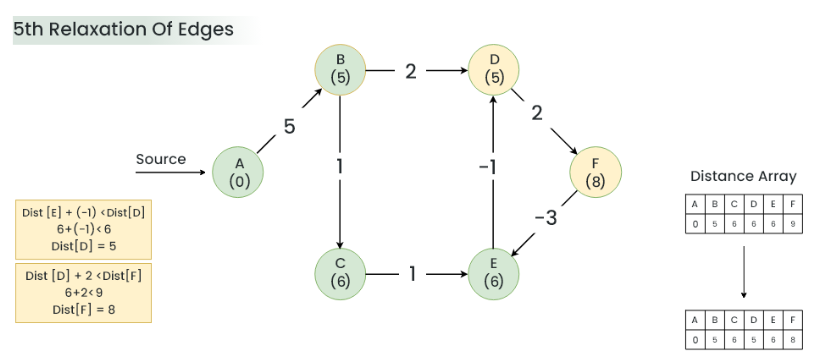 5th Relaxation Of Edges
B
(5)
2
D
(5)
5
2
Source
A
(0)
1
-1
F
(8)
Distance Array
A B C D E F
0 5 6 6 6 9
Dist [E] + (-1) <Dist[D]
6+(-1)< 6
Dist[D] = 5
-3
Dist [D] + 2 <Dist[F]
6+2<9
Dist[F] = 8
C
(6)
1
E
(6)
A B C D E F
0 5 6 5 6 8